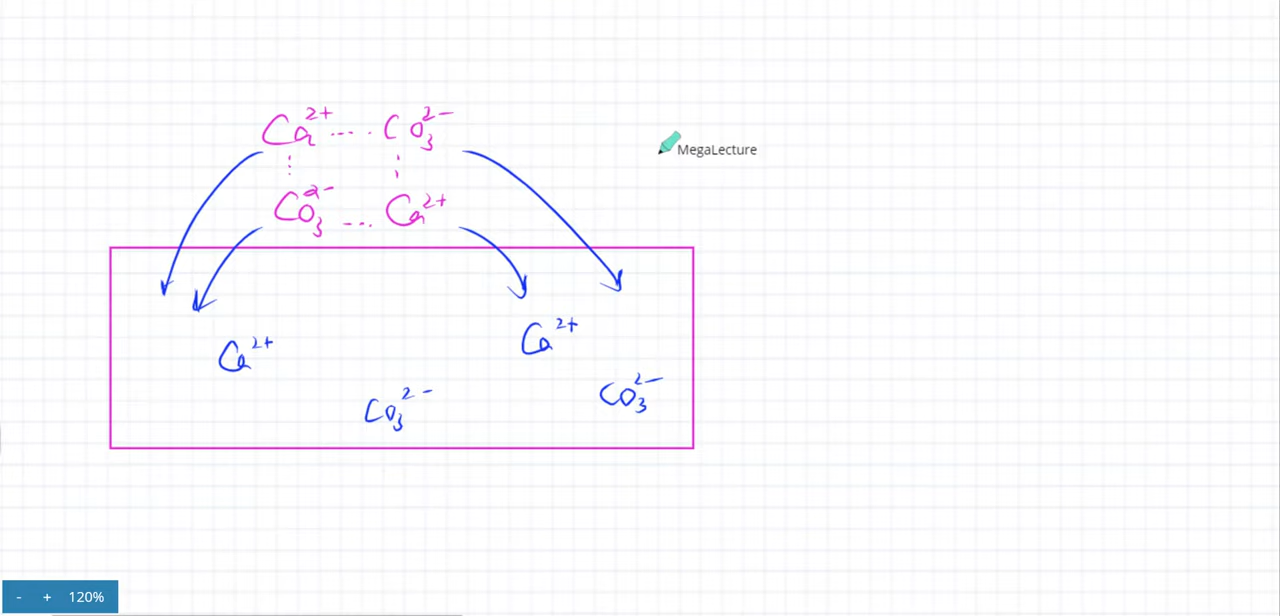 Ca²⁺ ..... CO₃²⁻
MegaLecture
CO₃²⁻ ... Ca²⁺
Ca²⁺
Ca²⁺
CO₃²⁻
CO₃²⁻
- + 120%